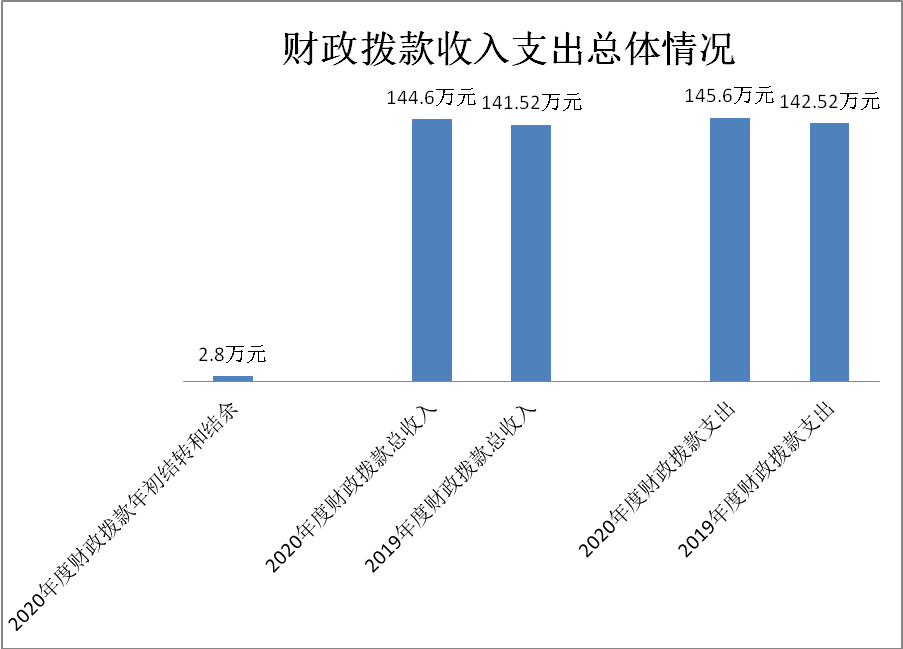 财政拨款收入支出总体情况
144.6万元
141.52万元
145.6万元
142.52万元
2.8万元
2020年度财政拨款年初结转和结余
2020年度财政拨款总收入
2019年度财政拨款总收入
2020年度财政拨款支出
2019年度财政拨款支出